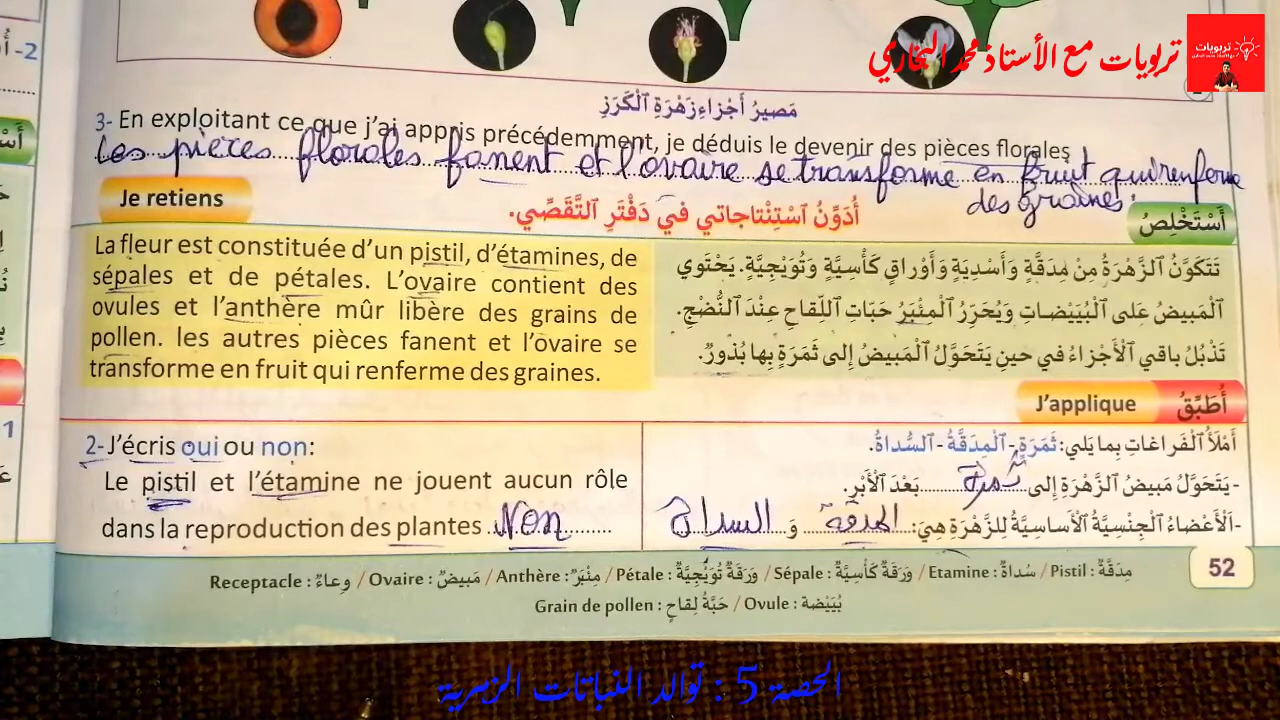 تربويات مع الأستاذ محمد البخاري
تربويات
2- أ
مَصيرُ أَجْزاءِ زَهْرَةِ ٱلْكَرَزِ
3- En exploitant ce que j'ai appris précédemment, je déduis le devenir des pièces florales
Les pièces florales fanent et l'ovaire se transforme en fruit qui renferme
des graines.
Je retiens
أُدَوِّنُ ٱسْتِنْتاجاتي في دَفْتَرِ ٱلتَّقَصِّي.
أَسْتَخْلِصُ
La fleur est constituée d'un pistil, d'étamines, de
sépales et de pétales. L'ovaire contient des
ovules et l'anthère mûr libère des grains de
pollen. les autres pièces fanent et l'ovaire se
transforme en fruit qui renferme des graines.
تَتَكَوَّنُ ٱلزَّهْرَةُ مِنْ مِدَقَّةٍ وَأَسْدِيَةٍ وَأَوْراقٍ كَأْسِيَّةٍ وَتُوَيْجِيَّةٍ. يَحْتَوي
ٱلْمَبيضُ عَلى ٱلْبُيَيْضـاتِ وَيُحَرِّرُ ٱلْمِئْبَرُ حَبّاتِ ٱللّقاحِ عِنْدَ ٱلنُّضْجِ.
تَذْبُلُ باقي ٱلْأَجْزاءُ في حينِ يَتَحَوَّلُ ٱلْمَبيضُ إِلى ثَمَرَةٍ بِها بُذورٌ.
J'applique
أُطَبِّقُ
2- J'écris oui ou non:
Le pistil et l'étamine ne jouent aucun rôle
dans la reproduction des plantes Non
أَمْلَأُ ٱلْفَراغاتِ بِما يَلي: ثَمَرَةٍ - ٱلْمِدَقَّةُ - ٱلسُّداةُ.
-يَتَحَوَّلُ مَبيضُ ٱلزَّهْرَةِ إِلى ثمرة بَعْدَ ٱلْأَبْرِ.
-ٱلْأَعْضاءُ ٱلْجِنْسِيَّةُ ٱلْأَساسِيَّةُ لِلزَّهْرَةِ هِيَ: المدقة وَ السداة
52
مِدَقَّةٌ : Pistil / سُداةٌ : Etamine / وَرَقَةٌ كَأْسِيَّةٌ : Sépale / وَرَقَةٌ تُوَيْجِيَّةٌ : Pétale / مِئْبَرٌ : Anthère / مَبيضٌ : Ovaire / وِعاءٌ : Receptacle
بُيَيْضة : Ovule / حَبَّةُ لِقاحٍ : Grain de pollen
الحصة 5 : توالد النباتات الزهرية